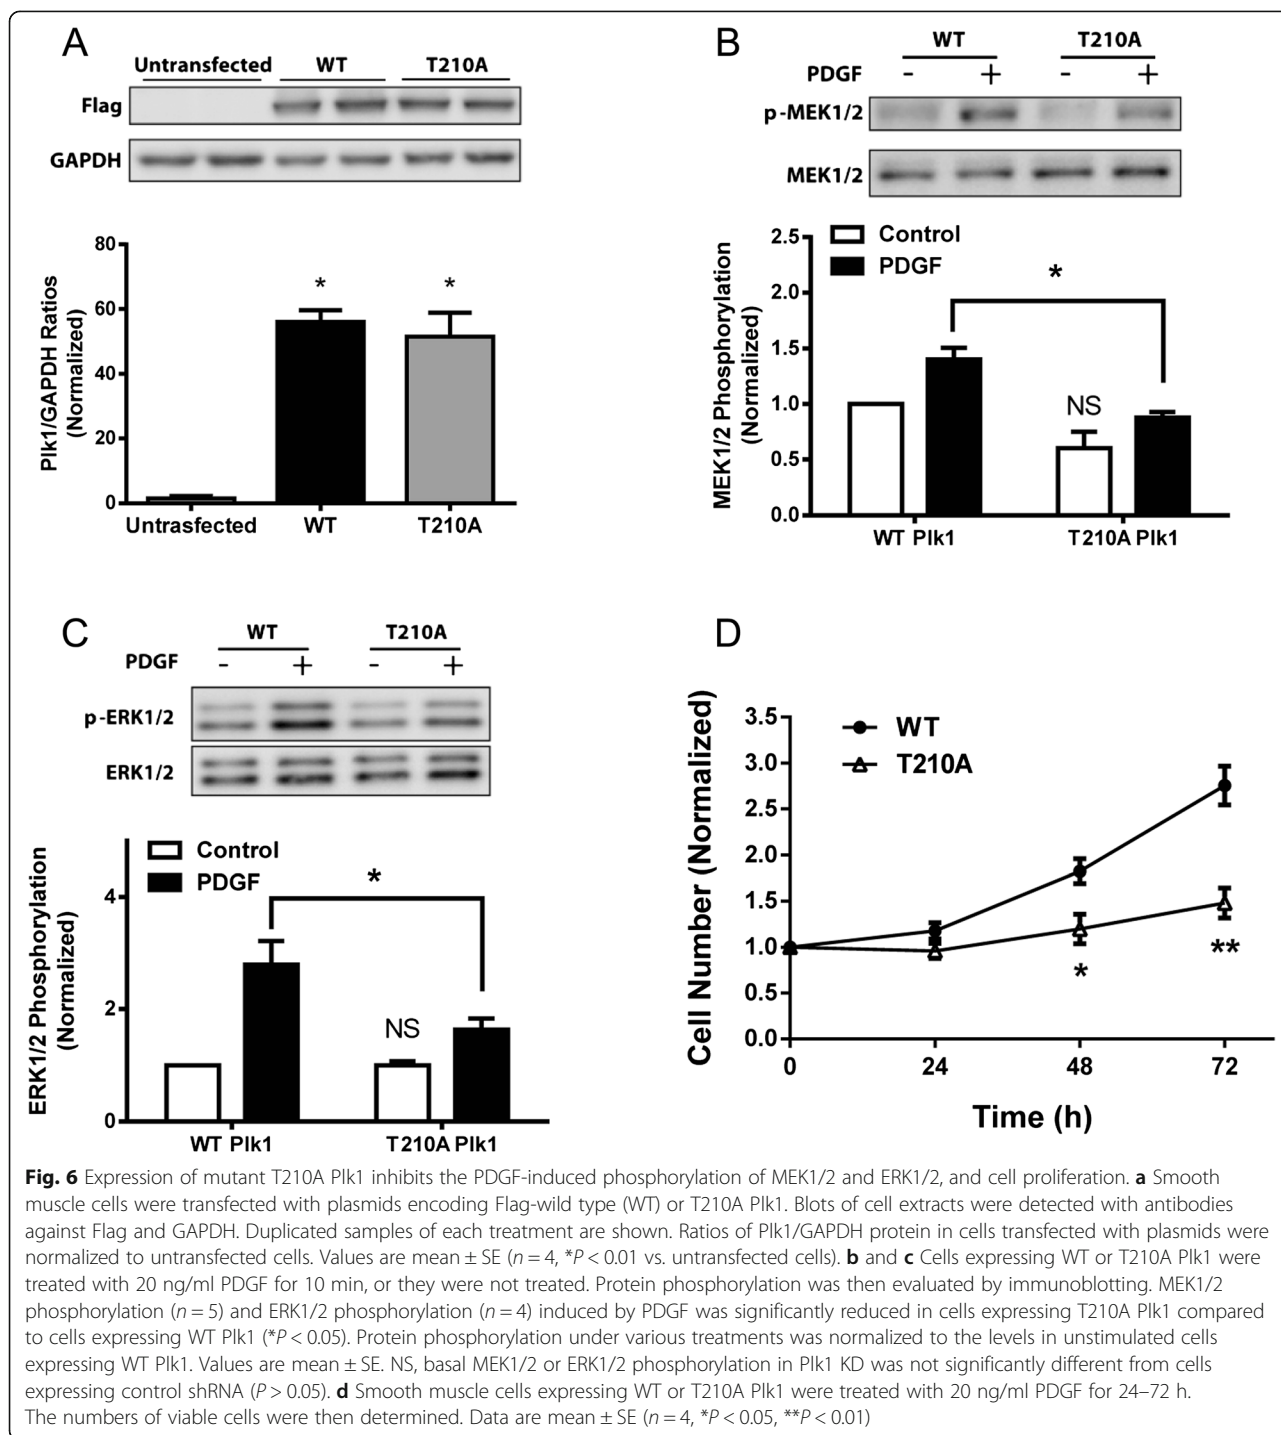 A
Untransfected WT T210A
Flag
GAPDH
80
60
40
20
0
Plk1/GAPDH Ratios
(Normalized)
* *
Untrasfected WT T210A
B
WT T210A
PDGF - + - +
p-MEK1/2
MEK1/2
2.5
2.0
1.5
1.0
0.5
0.0
MEK1/2 Phosphorylation
(Normalized)
Control
PDGF
*
NS
WT Plk1 T210A Plk1
C
WT T210A
PDGF - + - +
p-ERK1/2
ERK1/2
4
2
0
ERK1/2 Phosphorylation
(Normalized)
Control
PDGF
*
NS
WT Plk1 T210A Plk1
D
3.5
3.0
2.5
2.0
1.5
1.0
0.5
0.0
Cell Number (Normalized)
WT
T210A
*
**
0 24 48 72
Time (h)
Fig. 6 Expression of mutant T210A Plk1 inhibits the PDGF-induced phosphorylation of MEK1/2 and ERK1/2, and cell proliferation. a Smooth
muscle cells were transfected with plasmids encoding Flag-wild type (WT) or T210A Plk1. Blots of cell extracts were detected with antibodies
against Flag and GAPDH. Duplicated samples of each treatment are shown. Ratios of Plk1/GAPDH protein in cells transfected with plasmids were
normalized to untransfected cells. Values are mean ± SE (n = 4, *P < 0.01 vs. untransfected cells). b and c Cells expressing WT or T210A Plk1 were
treated with 20 ng/ml PDGF for 10 min, or they were not treated. Protein phosphorylation was then evaluated by immunoblotting. MEK1/2
phosphorylation (n = 5) and ERK1/2 phosphorylation (n = 4) induced by PDGF was significantly reduced in cells expressing T210A Plk1 compared
to cells expressing WT Plk1 (*P < 0.05). Protein phosphorylation under various treatments was normalized to the levels in unstimulated cells
expressing WT Plk1. Values are mean ± SE. NS, basal MEK1/2 or ERK1/2 phosphorylation in Plk1 KD was not significantly different from cells
expressing control shRNA (P > 0.05). d Smooth muscle cells expressing WT or T210A Plk1 were treated with 20 ng/ml PDGF for 24–72 h.
The numbers of viable cells were then determined. Data are mean ± SE (n = 4, *P < 0.05, **P < 0.01)